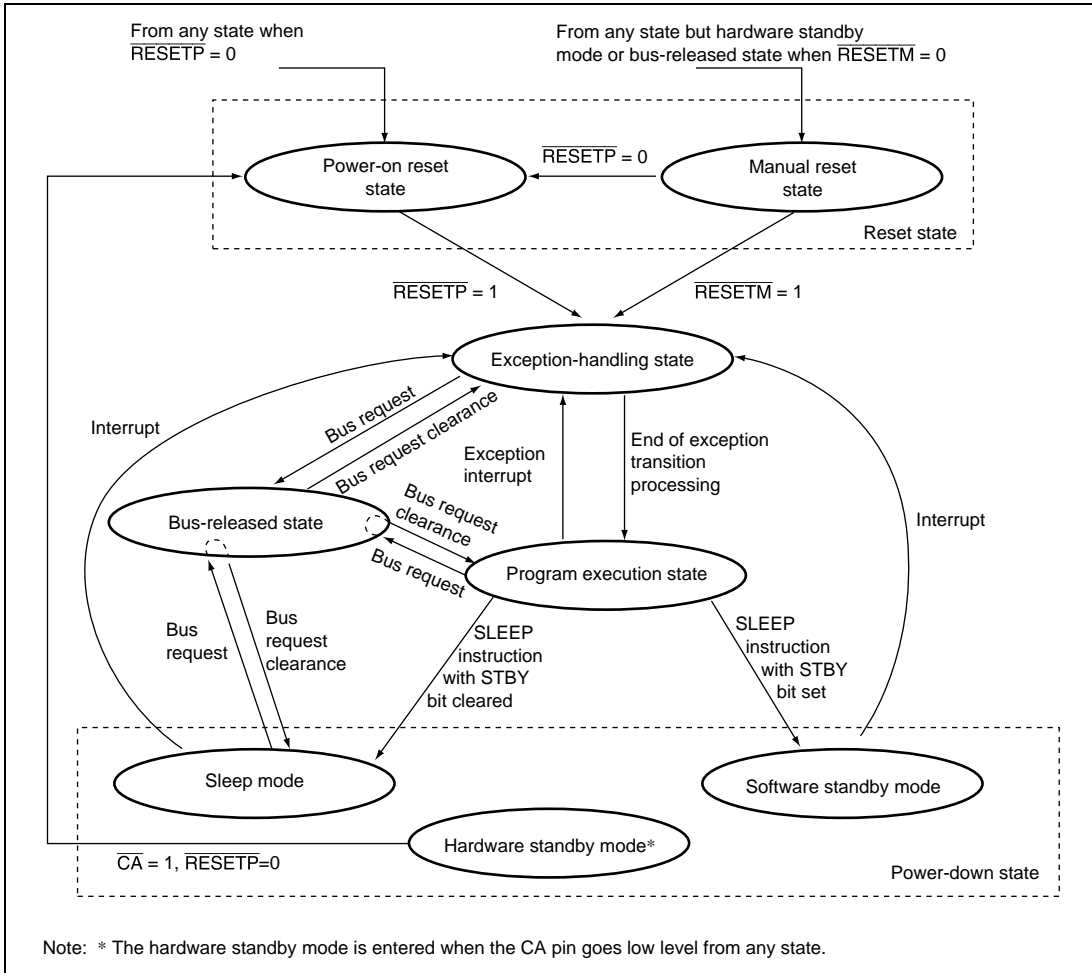 From any state when
RESETP = 0
From any state but hardware standby
mode or bus-released state when RESETM = 0
Power-on reset
state
RESETP = 0
Manual reset
state
Reset state
RESETP = 1
RESETM = 1
Exception-handling state
Interrupt
Bus request
Bus request clearance
Exception
interrupt
End of exception
transition
processing
Interrupt
Bus-released state
Bus request
clearance
Bus request
Program execution state
Bus
request
Bus
request
clearance
SLEEP
instruction
with STBY
bit cleared
SLEEP
instruction
with STBY
bit set
Sleep mode
Software standby mode
Hardware standby mode*
CA = 1, RESETP=0
Power-down state
Note: * The hardware standby mode is entered when the CA pin goes low level from any state.